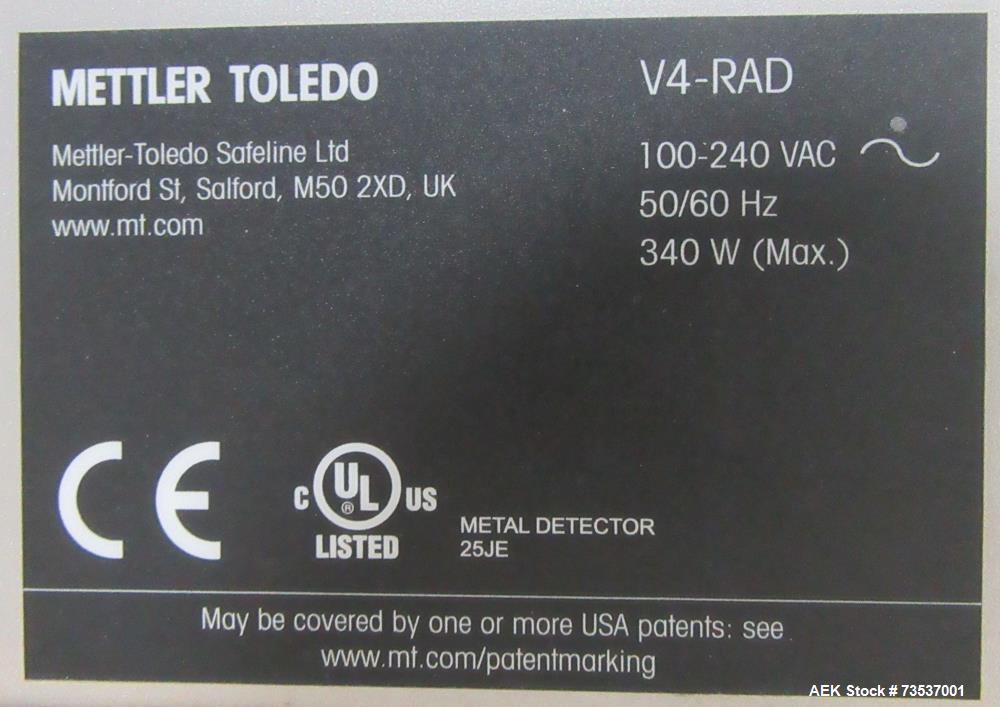 METTLER TOLEDO
Mettler-Toledo Safeline Ltd
Montford St, Salford, M50 2XD, UK
www.mt.com
V4-RAD
100-240 VAC
50/60 Hz
340 W (Max.)
CE
C UL ® US
LISTED
METAL DETECTOR
25JE
May be covered by one or more USA patents: see
www.mt.com/patentmarking
AEK Stock # 73537001